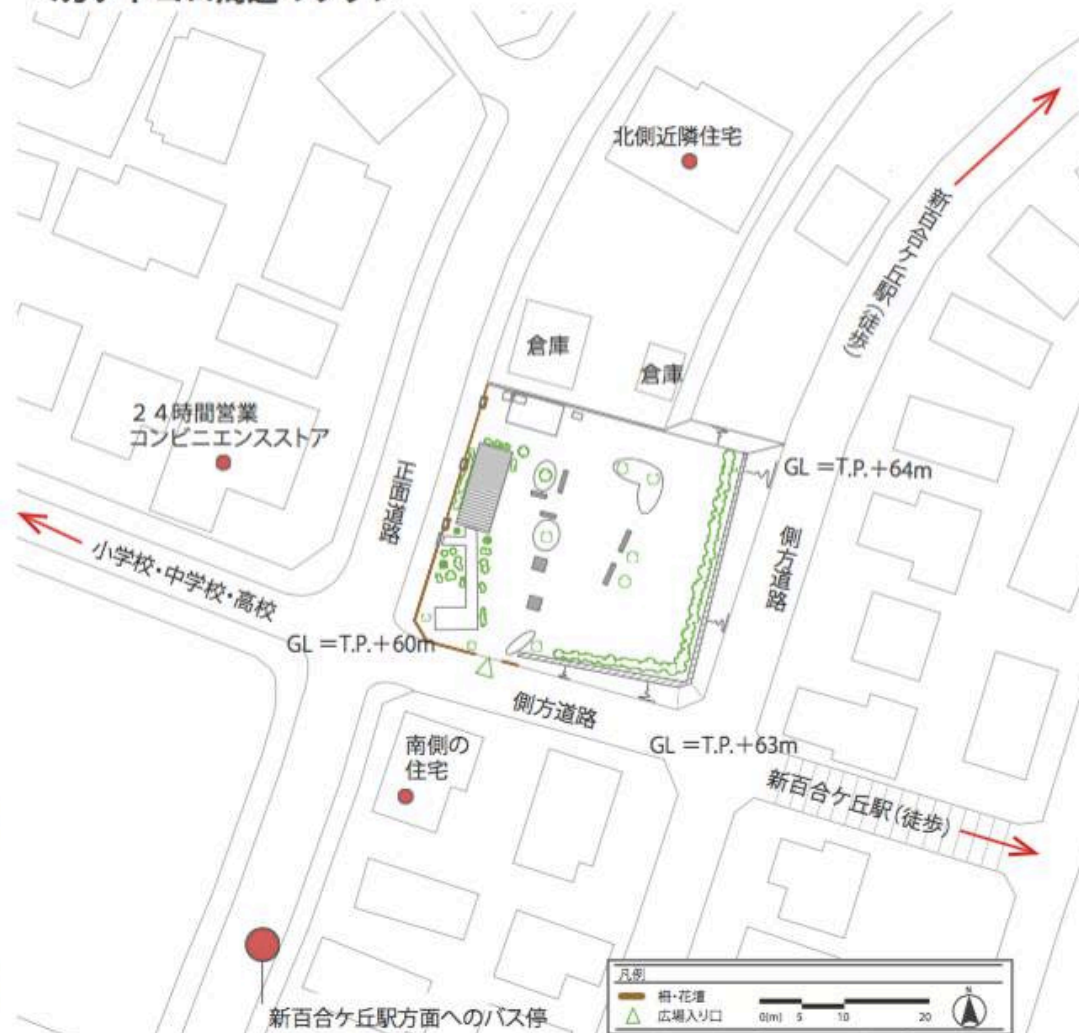 北側近隣住宅
新百合ケ丘駅(徒歩)
倉庫
倉庫
24時間営業
コンビニエンスストア
正面道路
GL =T.P.+64m
側方道路
小学校・中学校・高校
GL =T.P.+60m
側方道路
GL =T.P.+63m
南側の
住宅
新百合ケ丘駅(徒歩)
新百合ケ丘駅方面へのバス停
凡例
柵・花壇
広場入り口
0(m) 5 10 20
N